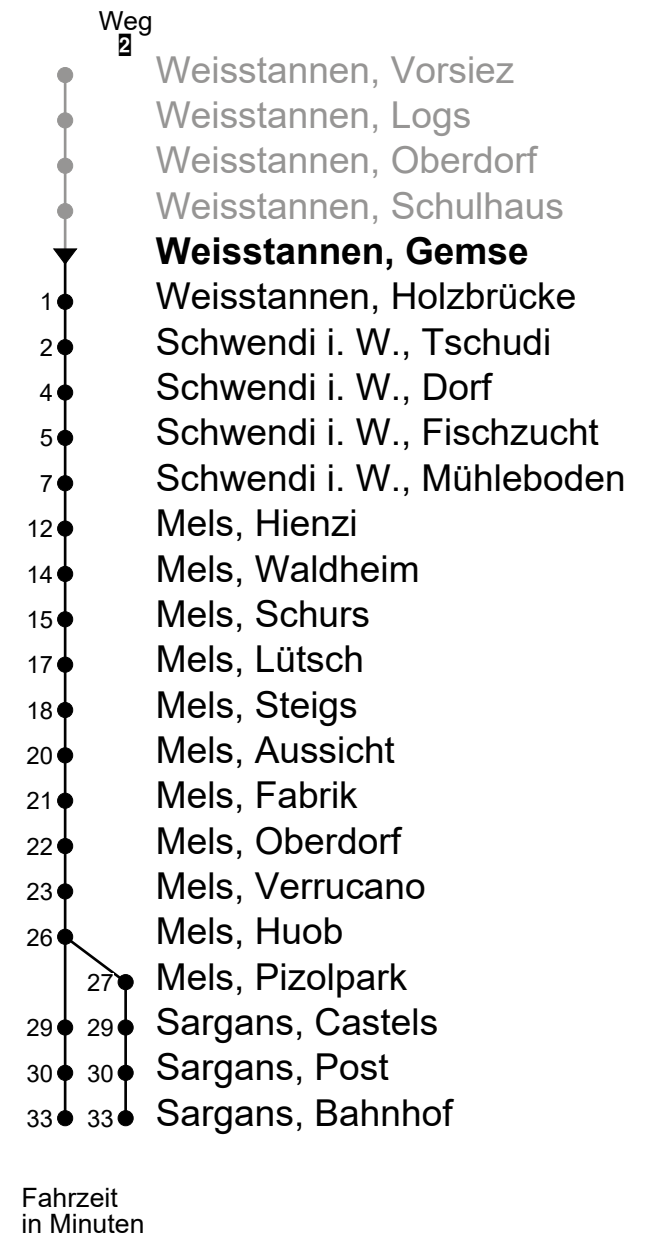 Weg
2
Weisstannen, Vorsiez
Weisstannen, Logs
Weisstannen, Oberdorf
Weisstannen, Schulhaus
Weisstannen, Gemse
1 Weisstannen, Holzbrücke
2 Schwendi i. W., Tschudi
4 Schwendi i. W., Dorf
5 Schwendi i. W., Fischzucht
7 Schwendi i. W., Mühleboden
12 Mels, Hienzi
14 Mels, Waldheim
15 Mels, Schurs
17 Mels, Lütsch
18 Mels, Steigs
20 Mels, Aussicht
21 Mels, Fabrik
22 Mels, Oberdorf
23 Mels, Verrucano
26 Mels, Huob
27 Mels, Pizolpark
29 29 Sargans, Castels
30 30 Sargans, Post
33 33 Sargans, Bahnhof
Fahrzeit
in Minuten